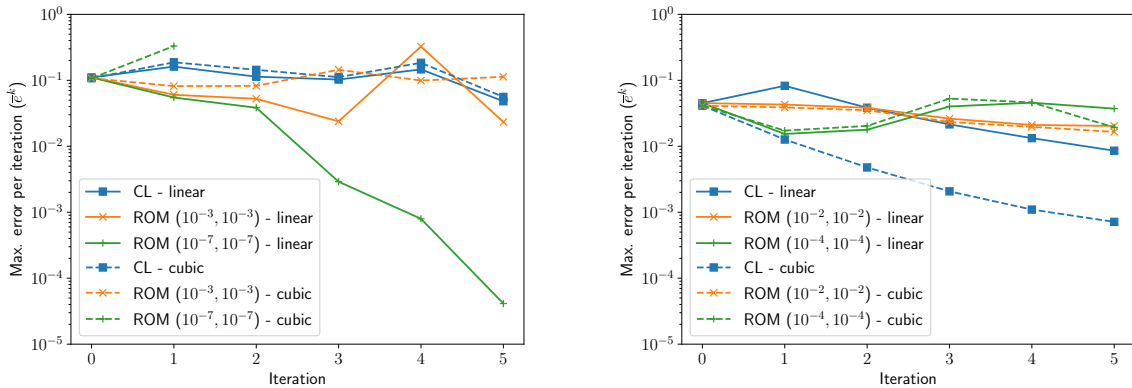 Max. error per iteration (e̅ᵏ)
10⁰
10⁻¹
10⁻²
10⁻³
10⁻⁴
10⁻⁵
CL - linear
ROM (10⁻³, 10⁻³) - linear
ROM (10⁻⁷, 10⁻⁷) - linear
CL - cubic
ROM (10⁻³, 10⁻³) - cubic
ROM (10⁻⁷, 10⁻⁷) - cubic
0 1 2 3 4 5
Iteration
Max. error per iteration (e̅ᵏ)
10⁰
10⁻¹
10⁻²
10⁻³
10⁻⁴
10⁻⁵
CL - linear
ROM (10⁻², 10⁻²) - linear
ROM (10⁻⁴, 10⁻⁴) - linear
CL - cubic
ROM (10⁻², 10⁻²) - cubic
ROM (10⁻⁴, 10⁻⁴) - cubic
0 1 2 3 4 5
Iteration